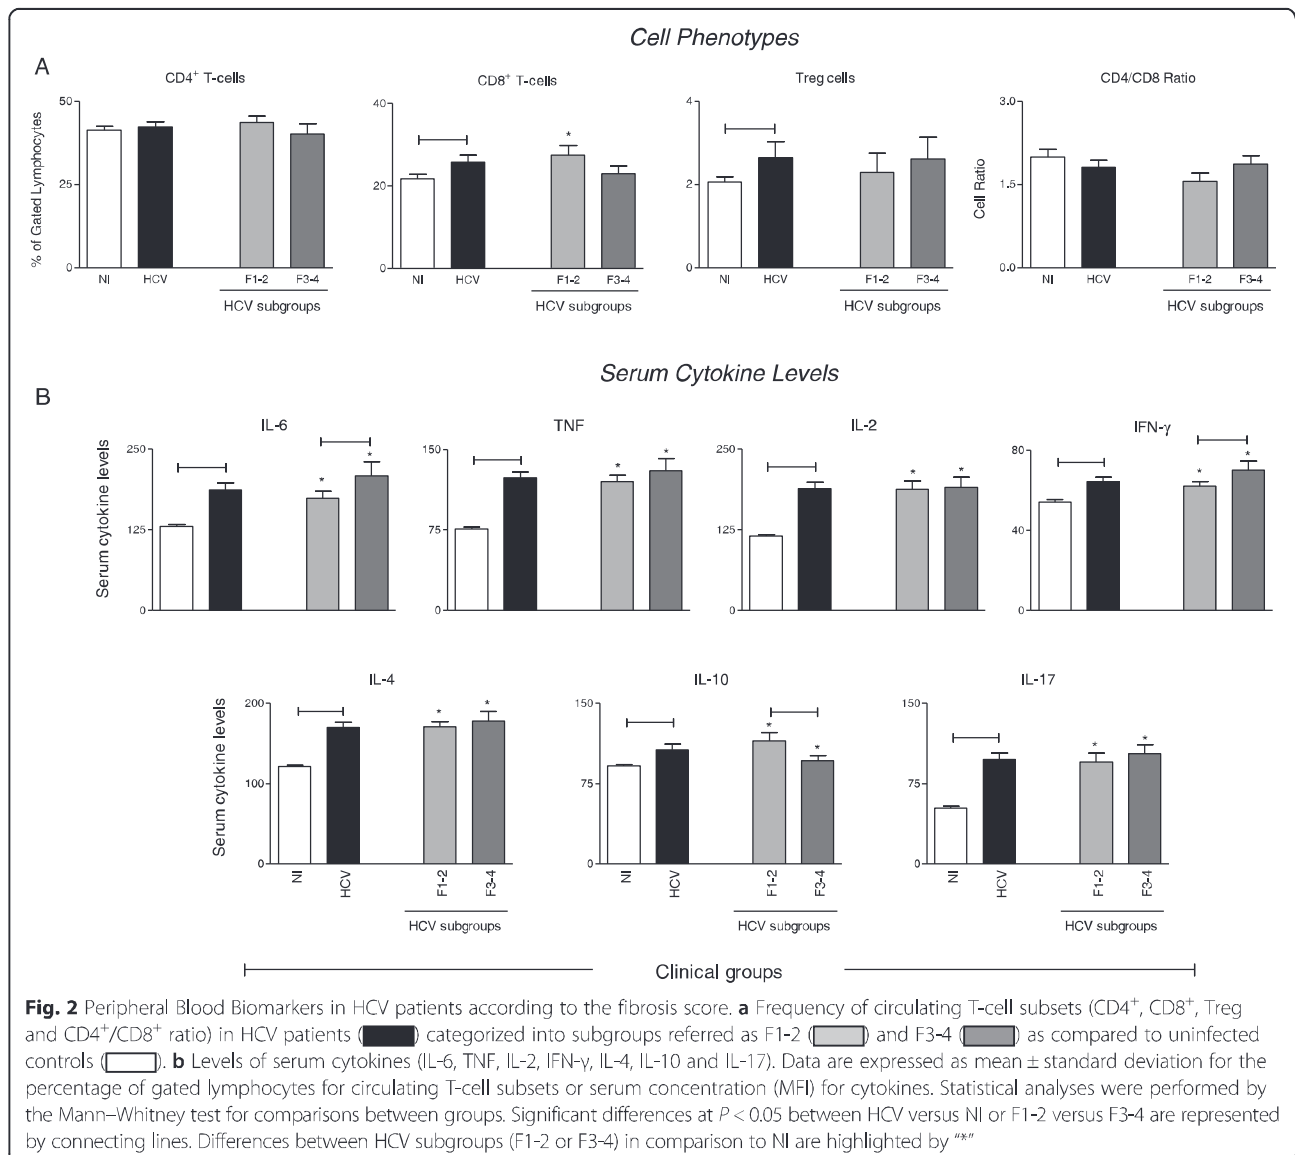 Cell Phenotypes
A
CD4+ T-cells
CD8+ T-cells
Treg cells
CD4/CD8 Ratio
% of Gated Lymphocytes
50
25
0
NI
HCV
F1-2
F3-4
HCV subgroups
40
20
0
*
NI
HCV
F1-2
F3-4
HCV subgroups
4
2
0
NI
HCV
F1-2
F3-4
HCV subgroups
Cell Ratio
3.0
1.5
0.0
NI
HCV
F1-2
F3-4
HCV subgroups
Serum Cytokine Levels
B
IL-6
TNF
IL-2
IFN-γ
Serum cytokine levels
250
125
0
*
*
150
75
0
*
*
250
125
0
*
*
80
40
0
*
*
IL-4
IL-10
IL-17
Serum cytokine levels
200
100
0
*
*
NI
HCV
F1-2
F3-4
HCV subgroups
150
75
0
*
*
NI
HCV
F1-2
F3-4
HCV subgroups
150
75
0
*
*
NI
HCV
F1-2
F3-4
HCV subgroups
Clinical groups
Fig. 2 Peripheral Blood Biomarkers in HCV patients according to the fibrosis score. a Frequency of circulating T-cell subsets (CD4+, CD8+, Treg
and CD4+/CD8+ ratio) in HCV patients ( ) categorized into subgroups referred as F1-2 ( ) and F3-4 ( ) as compared to uninfected
controls ( ). b Levels of serum cytokines (IL-6, TNF, IL-2, IFN-γ, IL-4, IL-10 and IL-17). Data are expressed as mean ± standard deviation for the
percentage of gated lymphocytes for circulating T-cell subsets or serum concentration (MFI) for cytokines. Statistical analyses were performed by
the Mann–Whitney test for comparisons between groups. Significant differences at P < 0.05 between HCV versus NI or F1-2 versus F3-4 are represented
by connecting lines. Differences between HCV subgroups (F1-2 or F3-4) in comparison to NI are highlighted by “*”